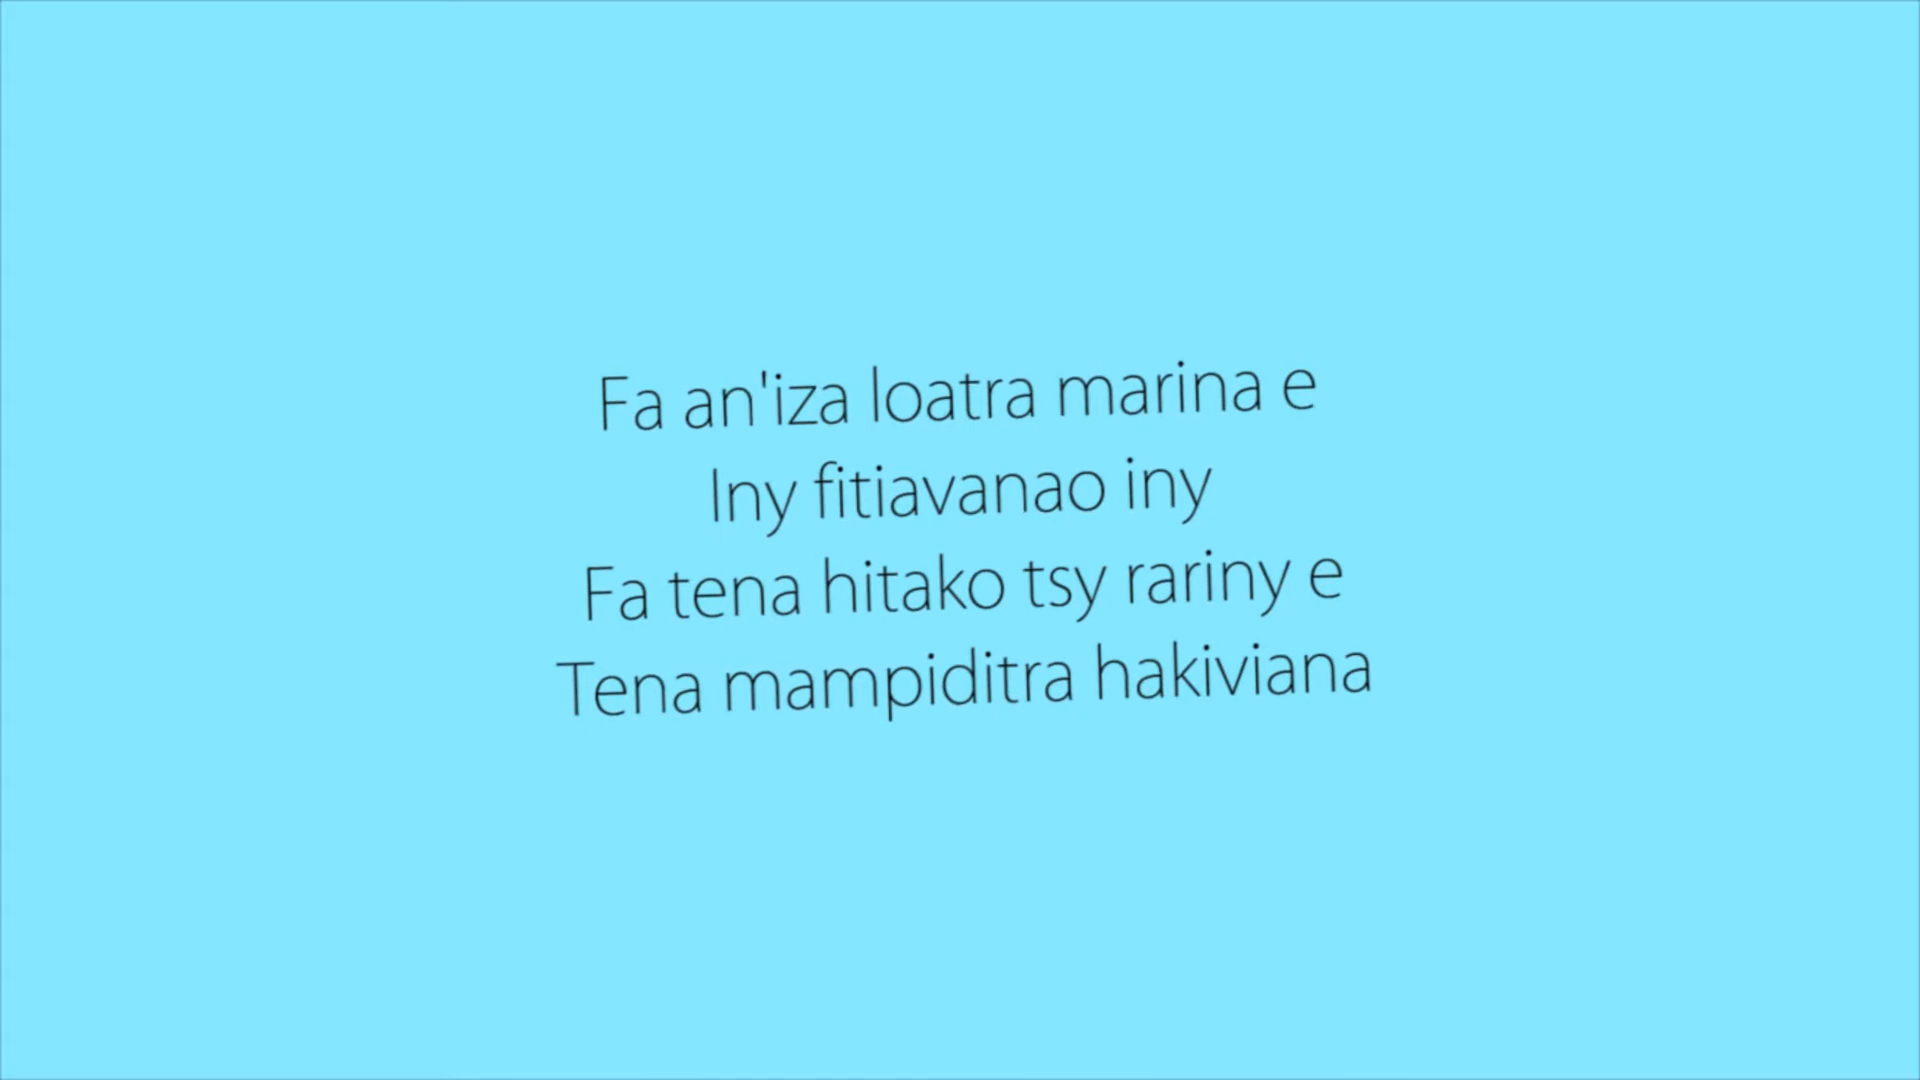 Fa an'iza loatra marina e
Iny fitiavanao iny
Fa tena hitako tsy rariny e
Tena mampiditra hakiviana